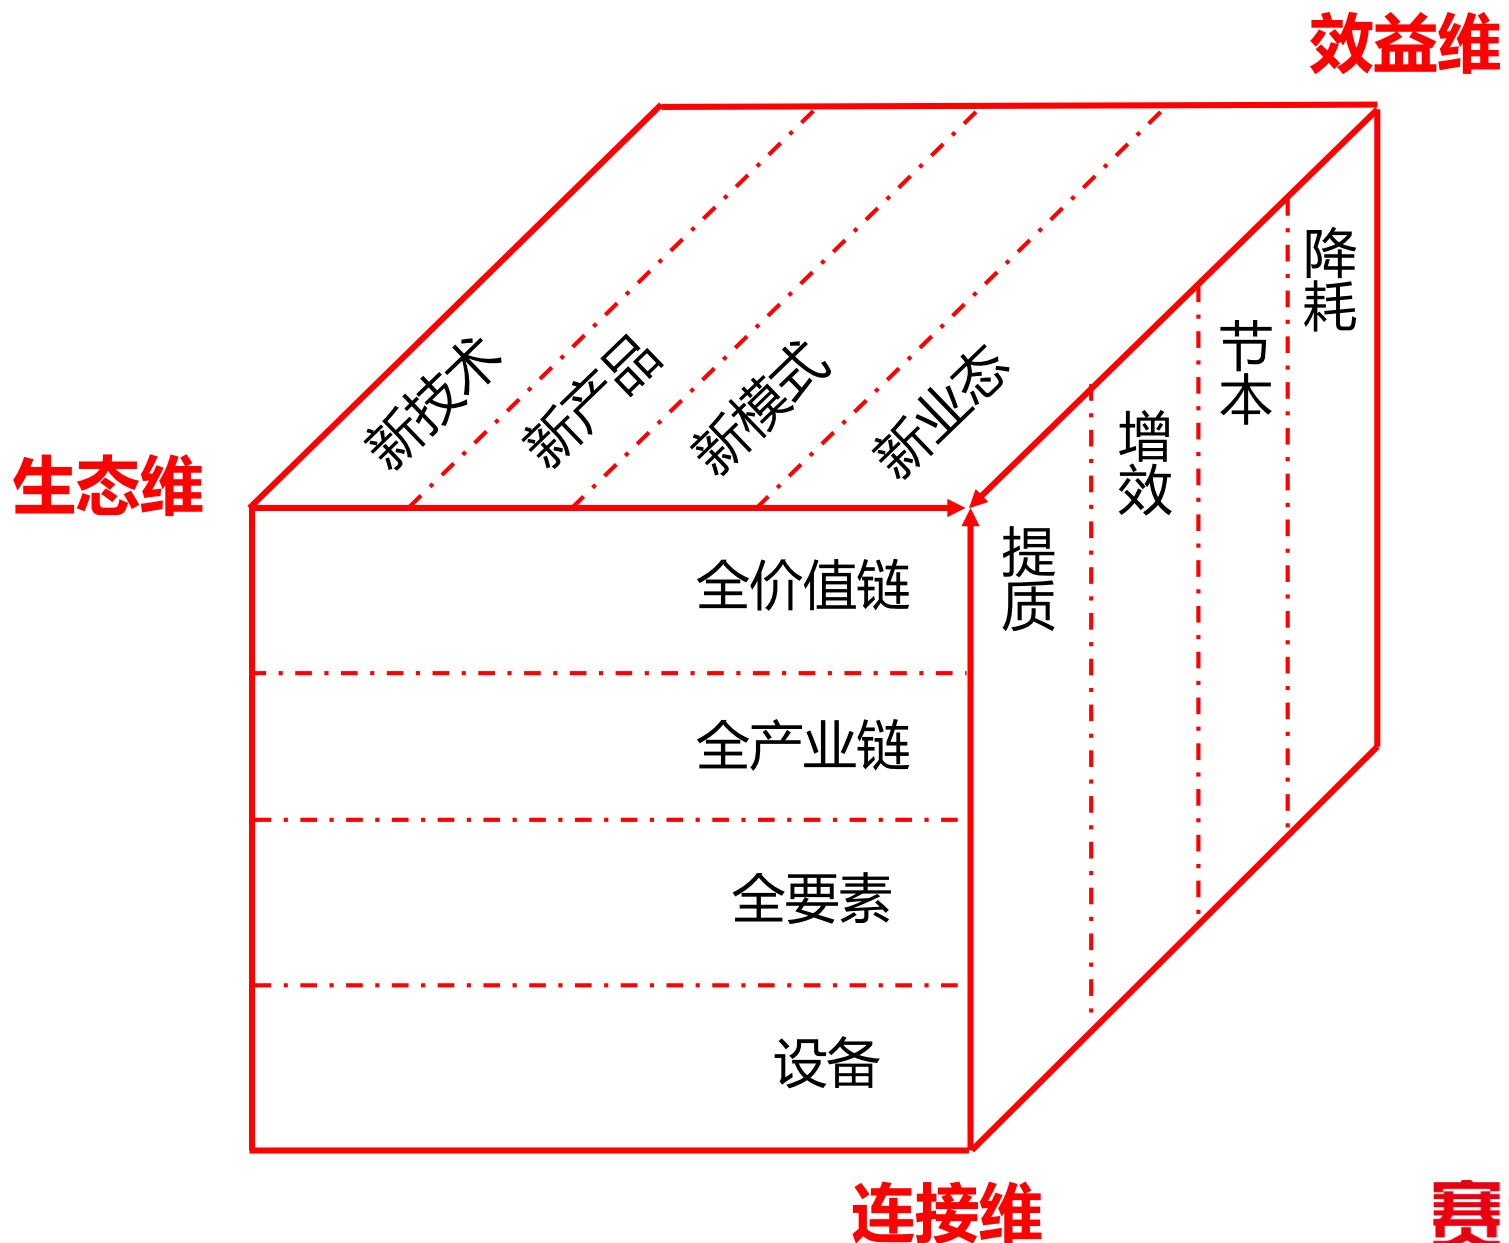 效益维
新技术
新产品
新模式
新业态
降耗
节本
增效
提质
生态维
全价值链
全产业链
全要素
设备
连接维
赛